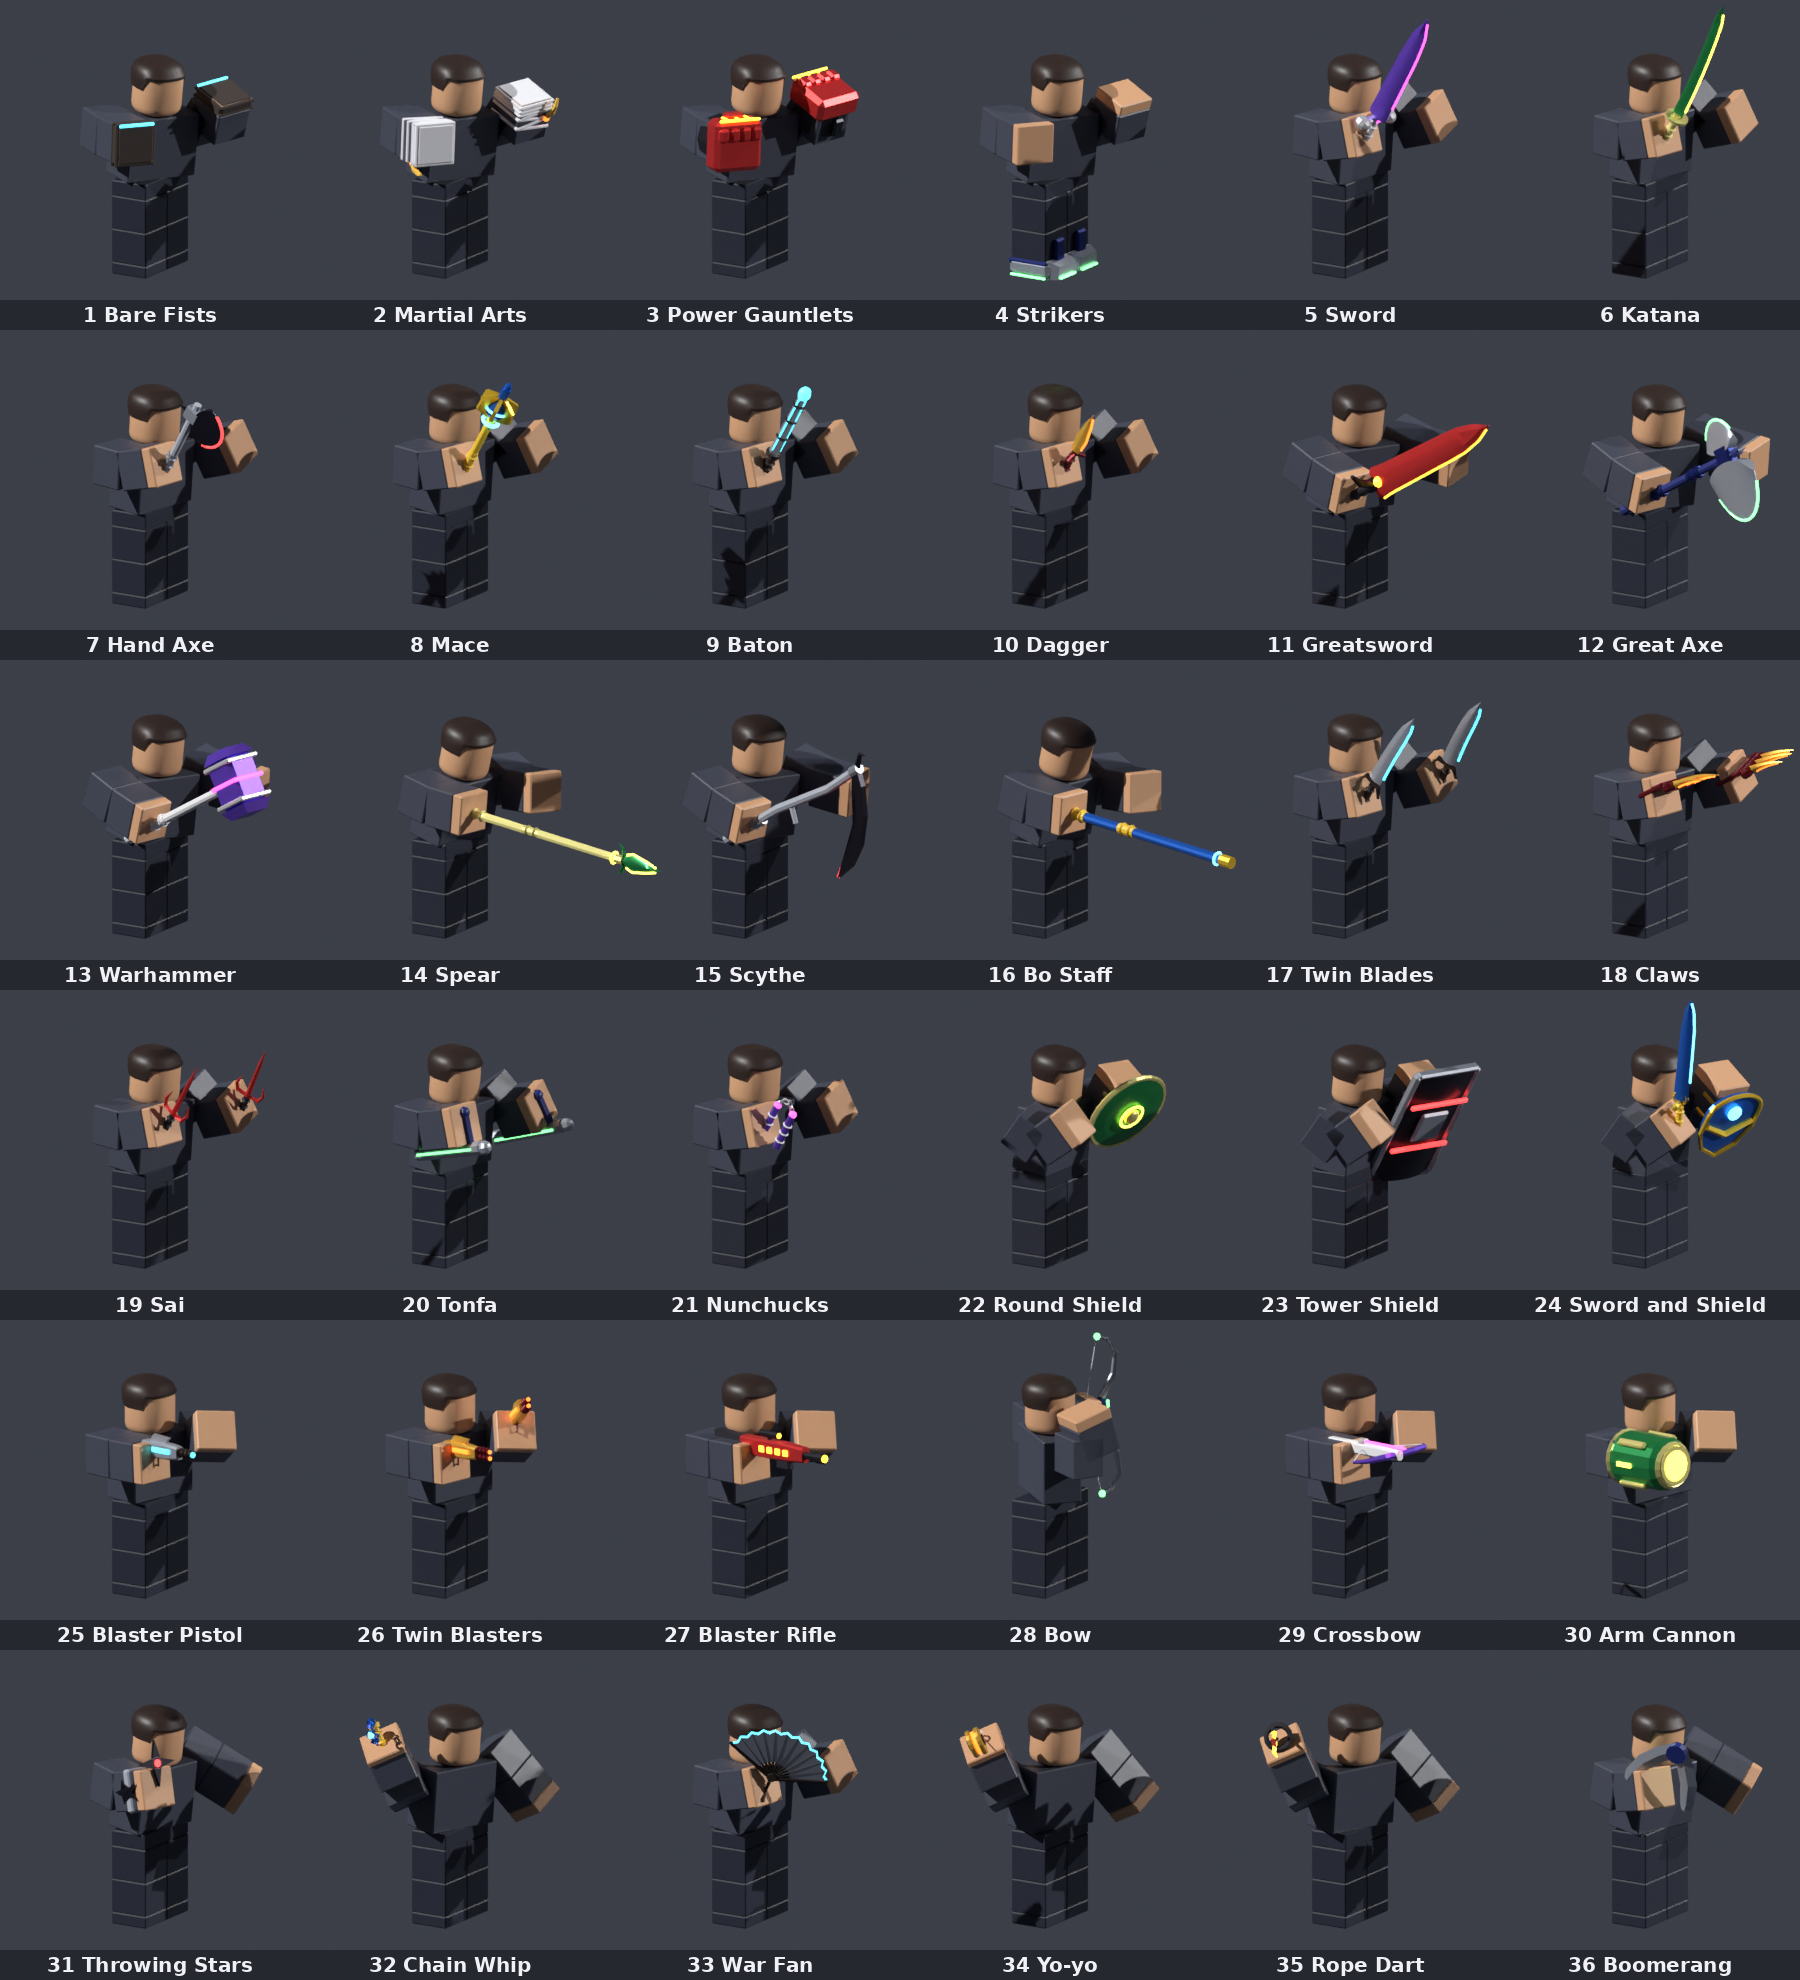 1 Bare Fists
2 Martial Arts
3 Power Gauntlets
4 Strikers
5 Sword
6 Katana
7 Hand Axe
8 Mace
9 Baton
10 Dagger
11 Greatsword
12 Great Axe
13 Warhammer
14 Spear
15 Scythe
16 Bo Staff
17 Twin Blades
18 Claws
19 Sai
20 Tonfa
21 Nunchucks
22 Round Shield
23 Tower Shield
24 Sword and Shield
25 Blaster Pistol
26 Twin Blasters
27 Blaster Rifle
28 Bow
29 Crossbow
30 Arm Cannon
31 Throwing Stars
32 Chain Whip
33 War Fan
34 Yo-yo
35 Rope Dart
36 Boomerang